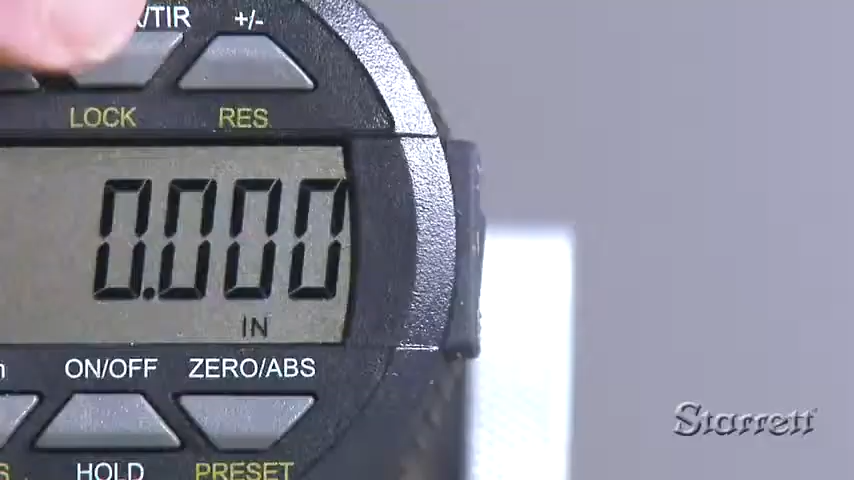 /TIR +/-
LOCK RES
0.000
IN
ON/OFF ZERO/ABS
HOLD PRESET
Starrett